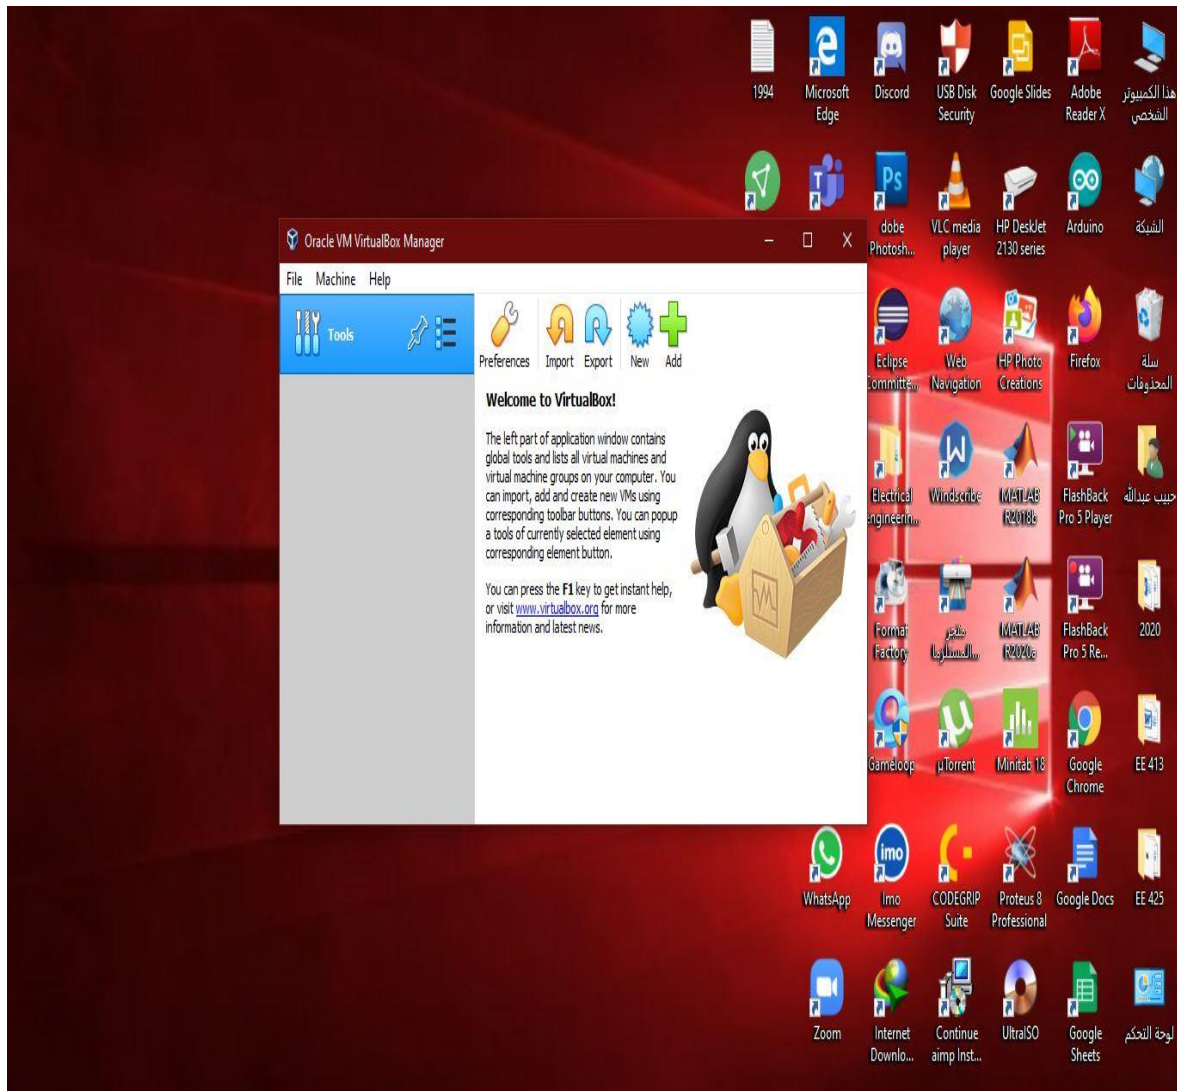 Oracle VM VirtualBox Manager
File Machine Help
Tools
Preferences
Import
Export
New
Add
Welcome to VirtualBox!
The left part of application window contains
global tools and lists all virtual machines and
virtual machine groups on your computer. You
can import, add and create new VMs using
corresponding toolbar buttons. You can popup
a tools of currently selected element using
corresponding element button.
You can press the F1 key to get instant help,
or visit www.virtualbox.org for more
information and latest news.
1994
Microsoft
Edge
Discord
USB Disk
Security
Google Slides
Adobe
Reader X
هذا الكمبيوتر
الشخصي
Ps
dobe
Photosh...
VLC media
player
HP DeskJet
2130 series
Arduino
الشبكة
Eclipse
Committe...
Web
Navigation
HP Photo
Creations
Firefox
سلة
المحذوفات
Electrical
engineerin...
Windscribe
MATLAB
R2018b
FlashBack
Pro 5 Player
حبيب عبدالله
Format
Factory
متجر
المستلزما...
MATLAB
R2020a
FlashBack
Pro 5 Re...
2020
Gameloop
µTorrent
Minitab 18
Google
Chrome
EE 413
WhatsApp
imo
Imo
Messenger
CODEGRIP
Suite
Proteus 8
Professional
Google Docs
EE 425
Zoom
Internet
Downlo...
Continue
aimp Inst...
UltraISO
Google
Sheets
لوحة التحكم